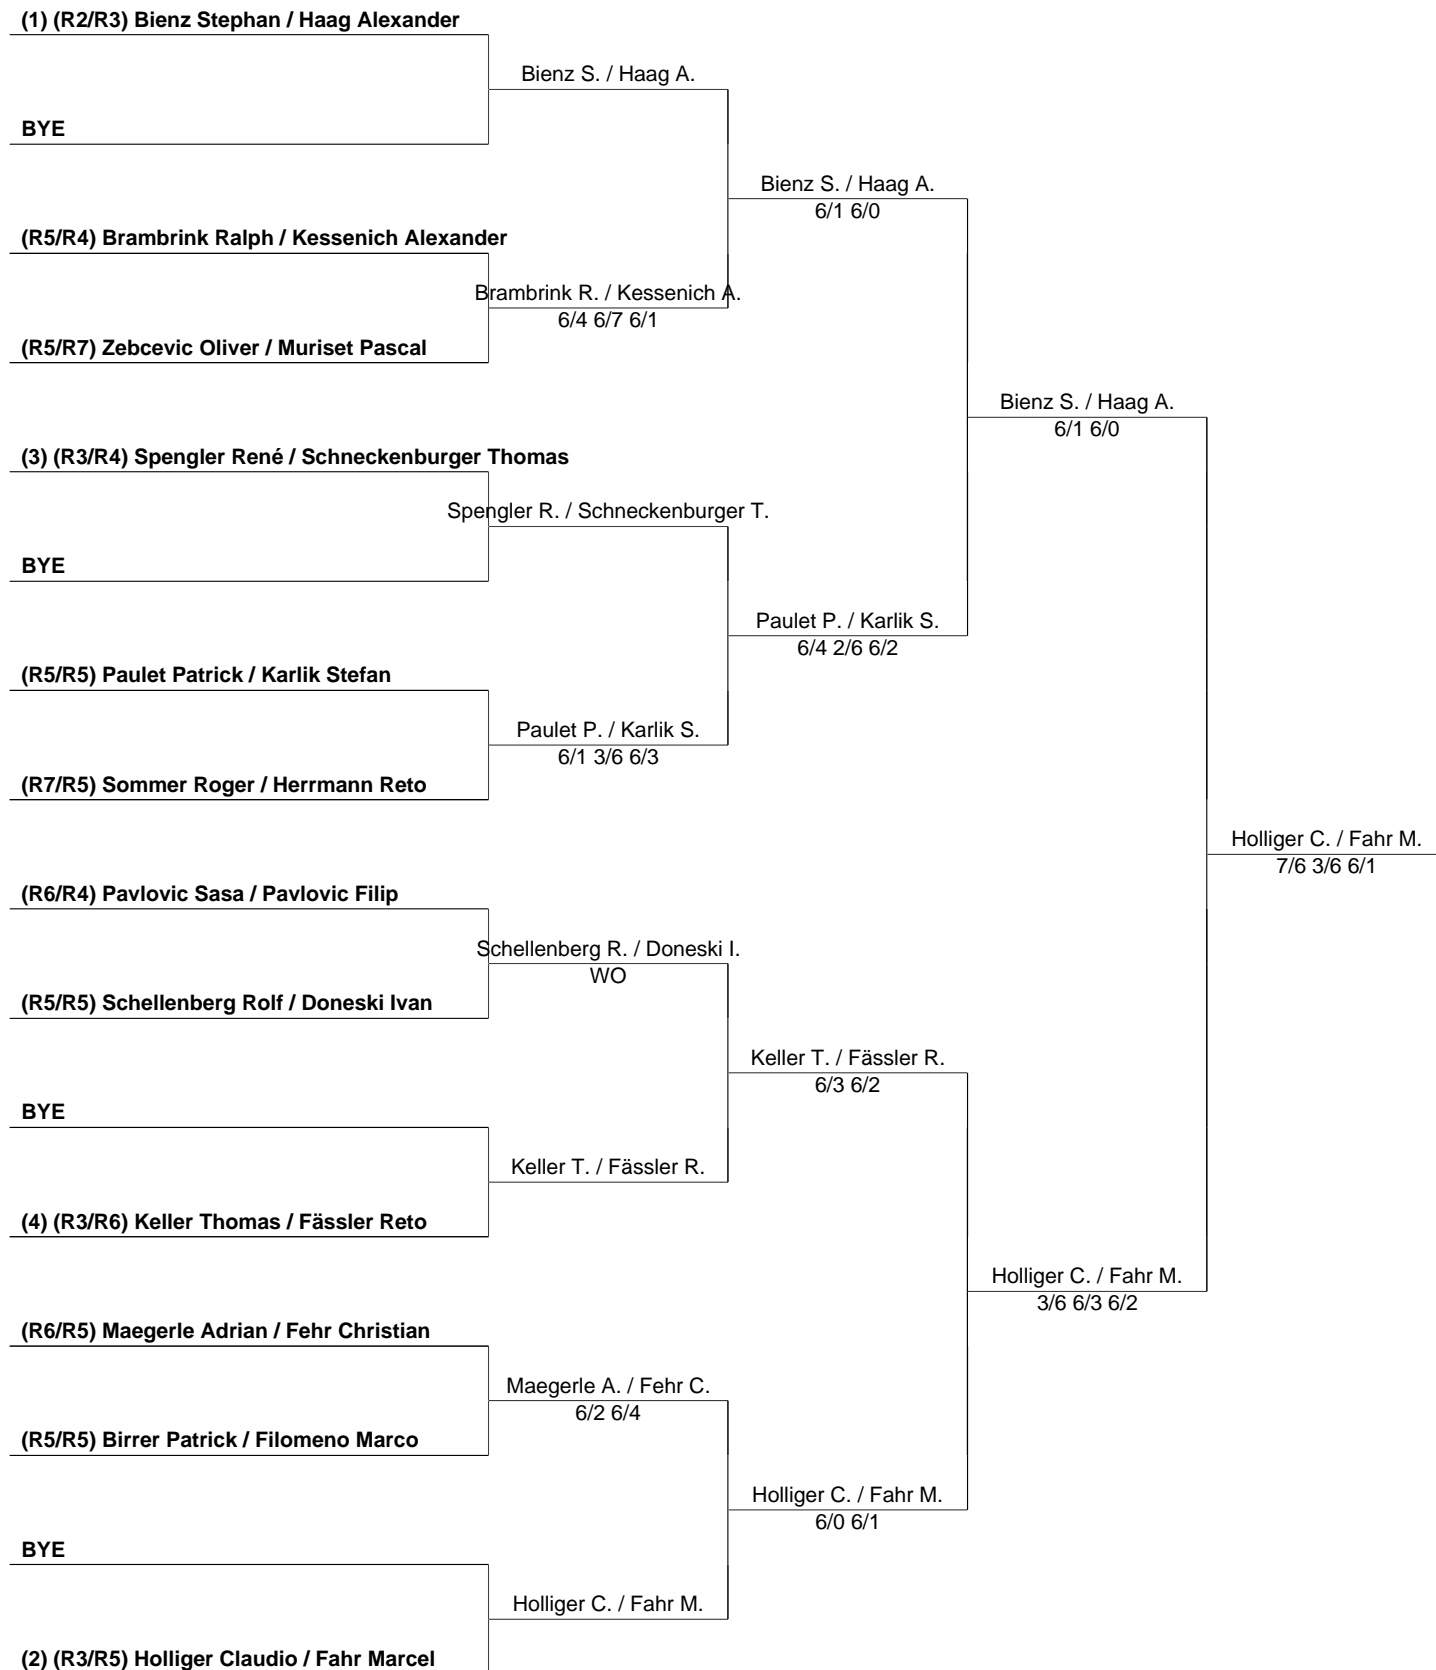 (1) (R2/R3) Bienz Stephan / Haag Alexander
Bienz S. / Haag A.
BYE
Bienz S. / Haag A.
6/1 6/0
(R5/R4) Brambrink Ralph / Kessenich Alexander
Brambrink R. / Kessenich A.
6/4 6/7 6/1
(R5/R7) Zebcevic Oliver / Muriset Pascal
Bienz S. / Haag A.
6/1 6/0
(3) (R3/R4) Spengler René / Schneckenburger Thomas
Spengler R. / Schneckenburger T.
BYE
Paulet P. / Karlik S.
6/4 2/6 6/2
(R5/R5) Paulet Patrick / Karlik Stefan
Paulet P. / Karlik S.
6/1 3/6 6/3
(R7/R5) Sommer Roger / Herrmann Reto
Holliger C. / Fahr M.
7/6 3/6 6/1
(R6/R4) Pavlovic Sasa / Pavlovic Filip
Schellenberg R. / Doneski I.
WO
(R5/R5) Schellenberg Rolf / Doneski Ivan
Keller T. / Fässler R.
6/3 6/2
BYE
Keller T. / Fässler R.
(4) (R3/R6) Keller Thomas / Fässler Reto
Holliger C. / Fahr M.
3/6 6/3 6/2
(R6/R5) Maegerle Adrian / Fehr Christian
Maegerle A. / Fehr C.
6/2 6/4
(R5/R5) Birrer Patrick / Filomeno Marco
Holliger C. / Fahr M.
6/0 6/1
BYE
Holliger C. / Fahr M.
(2) (R3/R5) Holliger Claudio / Fahr Marcel